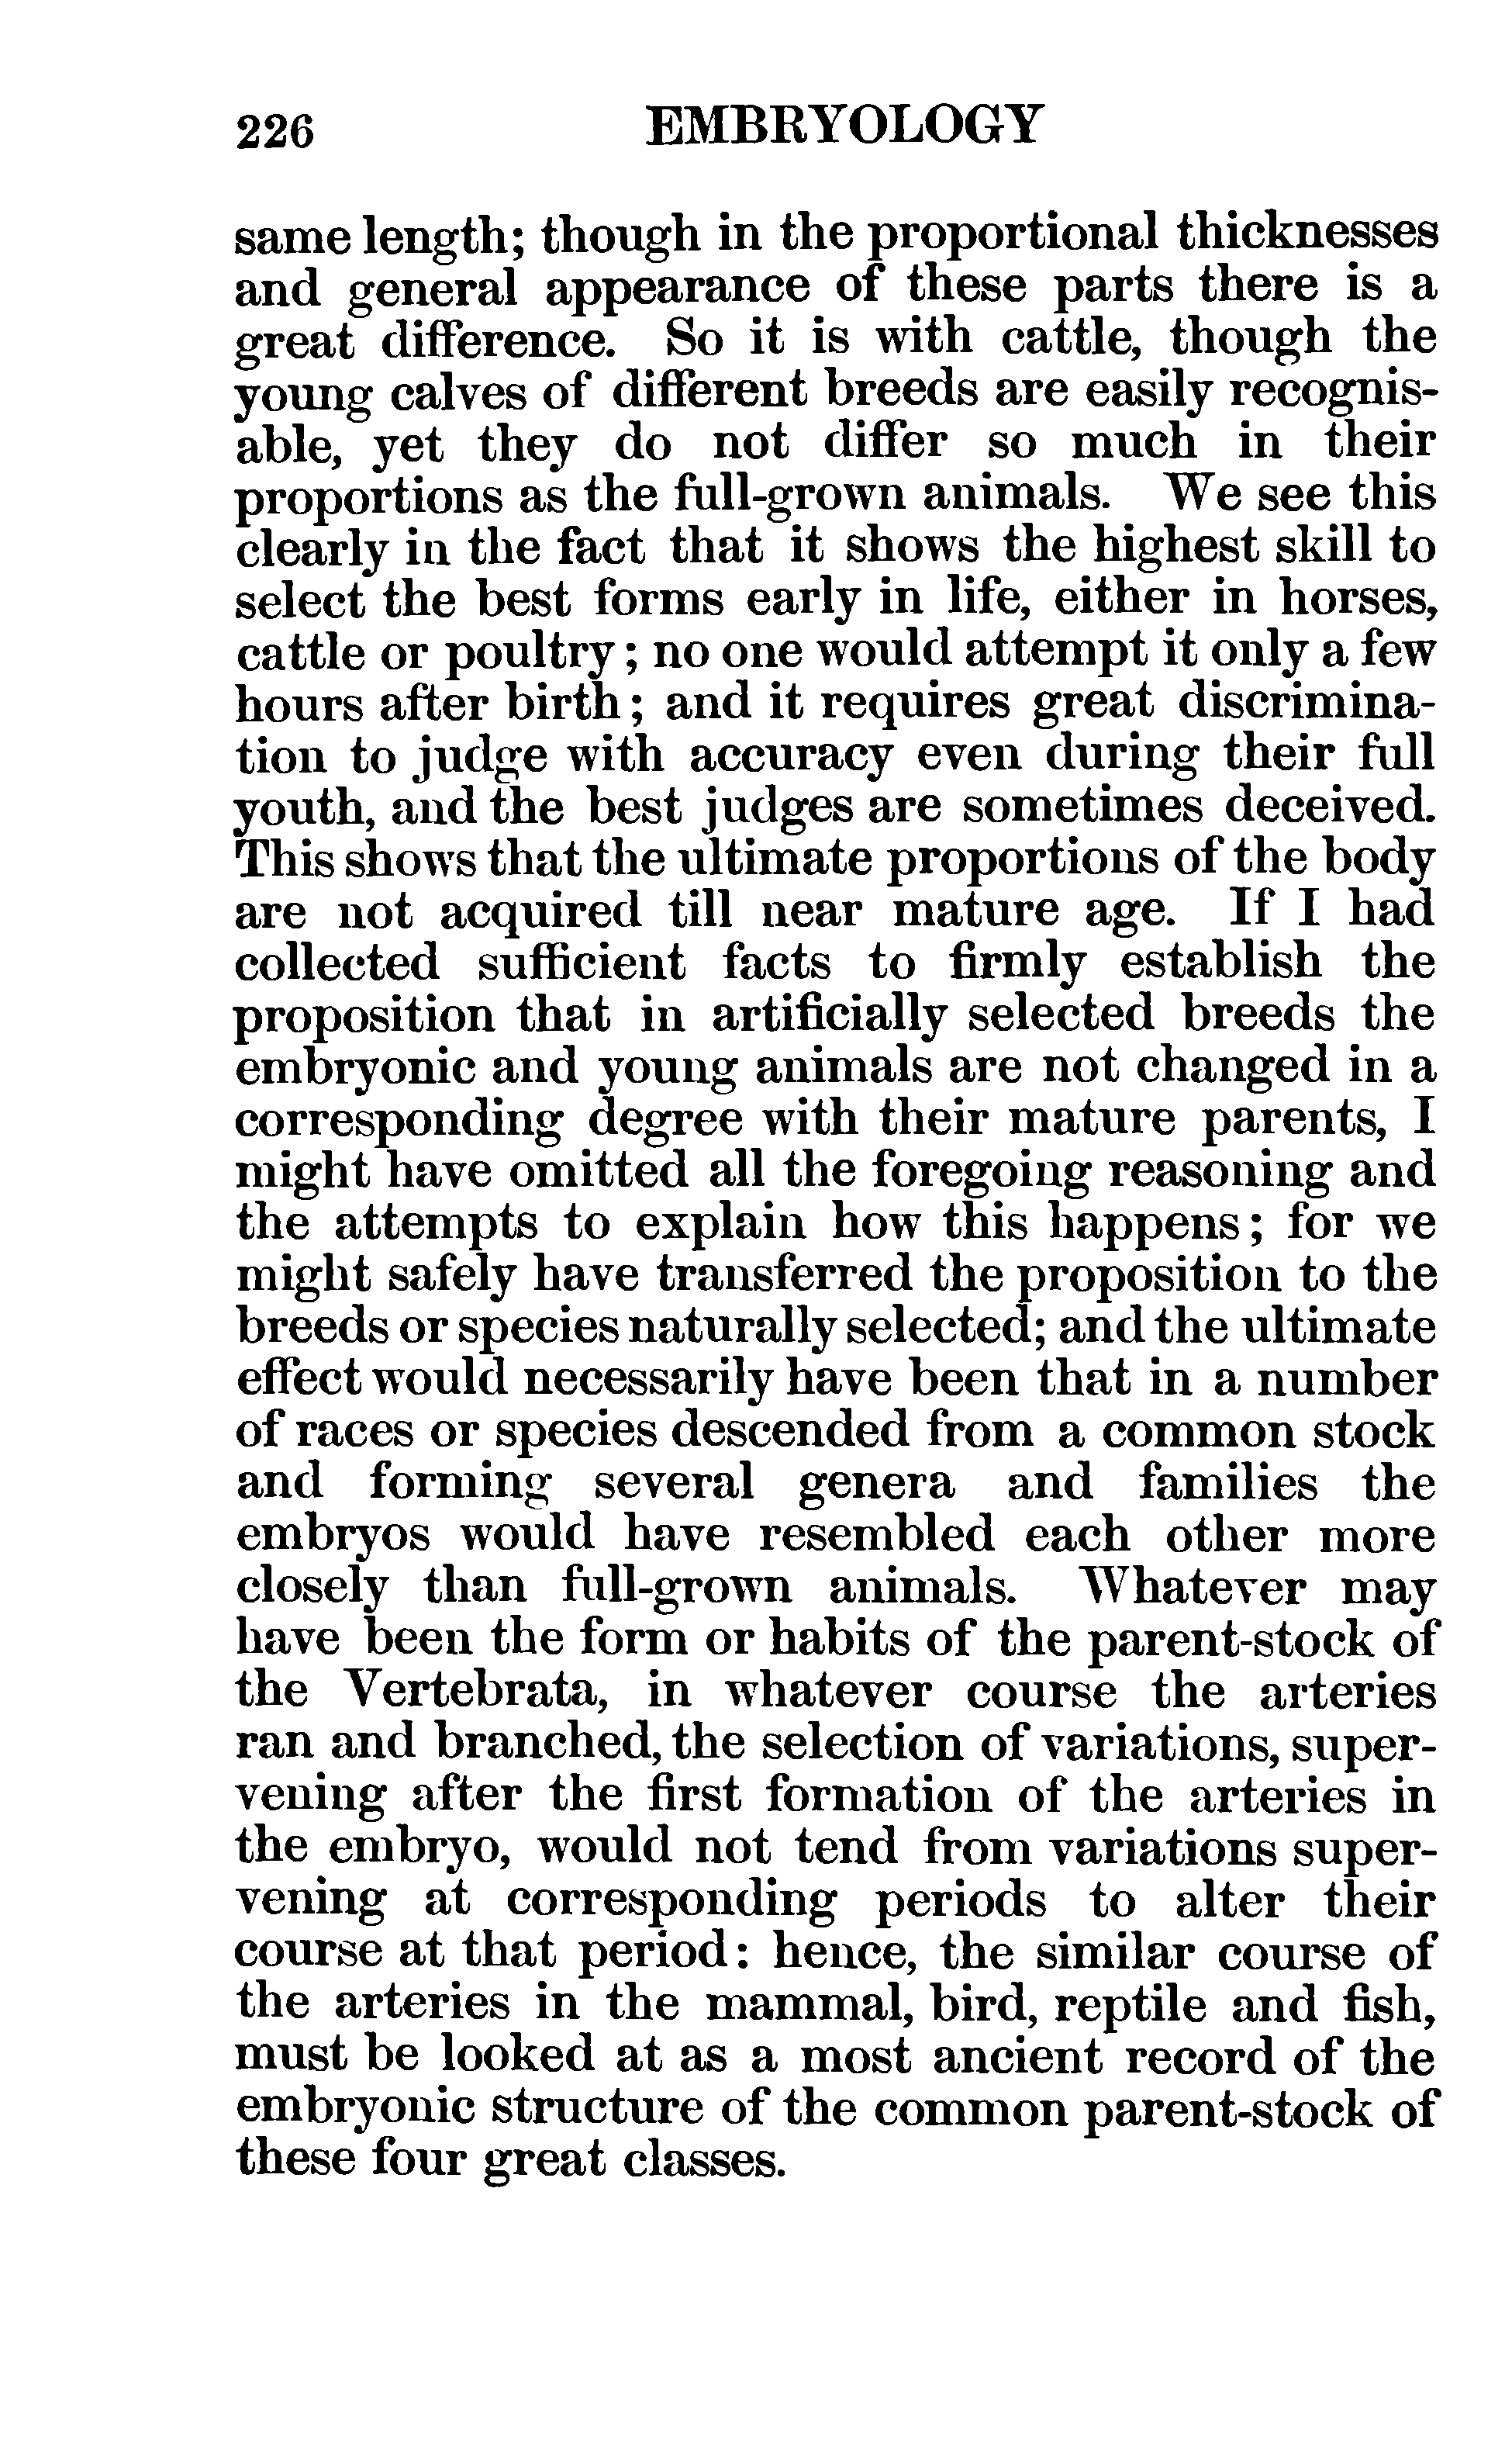 226 EMBRYOLOGY
same length; though in the proportional thicknesses
and general appearance of these parts there is a
great difference. So it is with cattle, though the
young calves of different breeds are easily recognis-
able, yet they do not differ so much in their
proportions as the full-grown animals. We see this
clearly in the fact that it shows the highest skill to
select the best forms early in life, either in horses,
cattle or poultry; no one would attempt it only a few
hours after birth; and it requires great discrimina-
tion to judge with accuracy even during their full
youth, and the best judges are sometimes deceived.
This shows that the ultimate proportions of the body
are not acquired till near mature age. If I had
collected sufficient facts to firmly establish the
proposition that in artificially selected breeds the
embryonic and young animals are not changed in a
corresponding degree with their mature parents, I
might have omitted all the foregoing reasoning and
the attempts to explain how this happens; for we
might safely have transferred the proposition to the
breeds or species naturally selected; and the ultimate
effect would necessarily have been that in a number
of races or species descended from a common stock
and forming several genera and families the
embryos would have resembled each other more
closely than full-grown animals. Whatever may
have been the form or habits of the parent-stock of
the Vertebrata, in whatever course the arteries
ran and branched, the selection of variations, super-
vening after the first formation of the arteries in
the embryo, would not tend from variations super-
vening at corresponding periods to alter their
course at that period: hence, the similar course of
the arteries in the mammal, bird, reptile and fish,
must be looked at as a most ancient record of the
embryonic structure of the common parent-stock of
these four great classes.